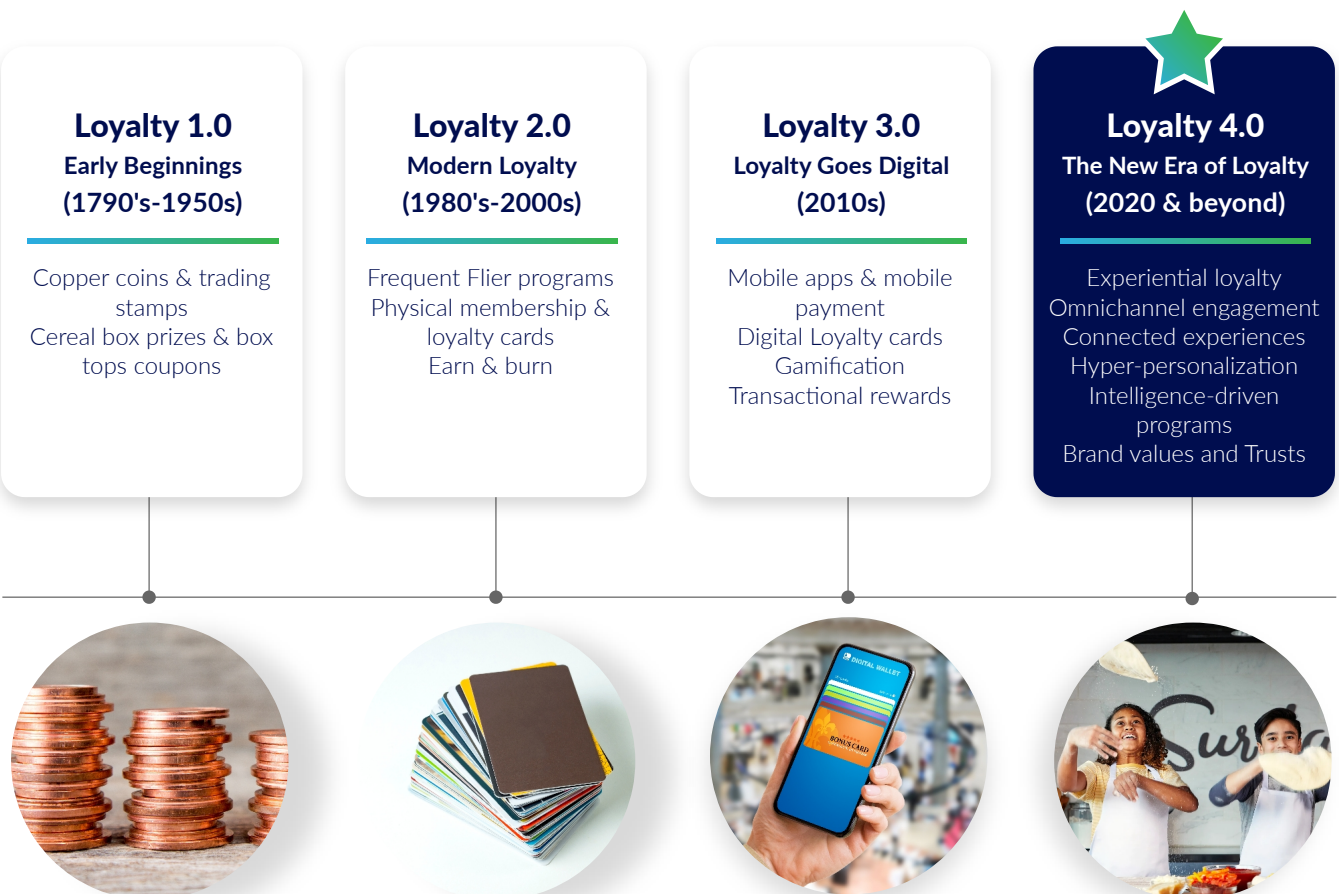 Loyalty 1.0
Early Beginnings
(1790's-1950s)
Copper coins & trading
stamps
Cereal box prizes & box
tops coupons
Loyalty 2.0
Modern Loyalty
(1980's-2000s)
Frequent Flier programs
Physical membership &
loyalty cards
Earn & burn
Loyalty 3.0
Loyalty Goes Digital
(2010s)
Mobile apps & mobile
payment
Digital Loyalty cards
Gamification
Transactional rewards
Loyalty 4.0
The New Era of Loyalty
(2020 & beyond)
Experiential loyalty
Omnichannel engagement
Connected experiences
Hyper-personalization
Intelligence-driven
programs
Brand values and Trusts
DIGITAL WALLET
BONUS CARD